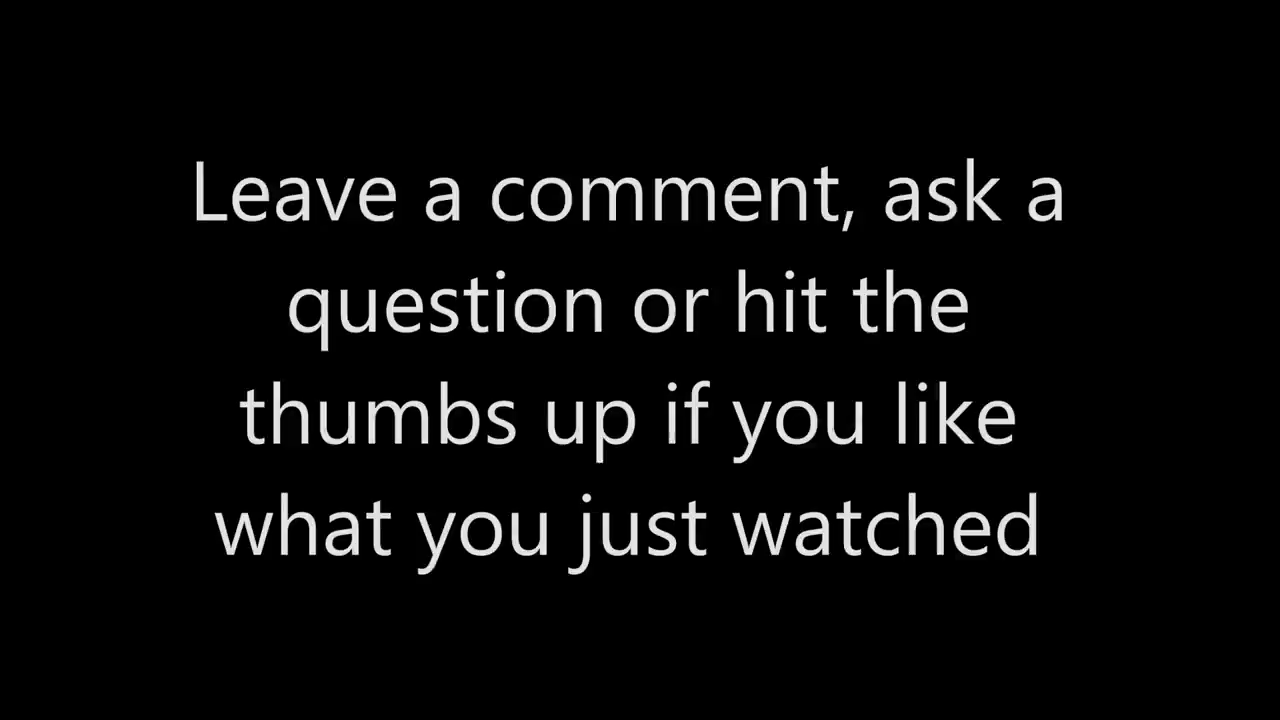 Leave a comment, ask a
question or hit the
thumbs up if you like
what you just watched